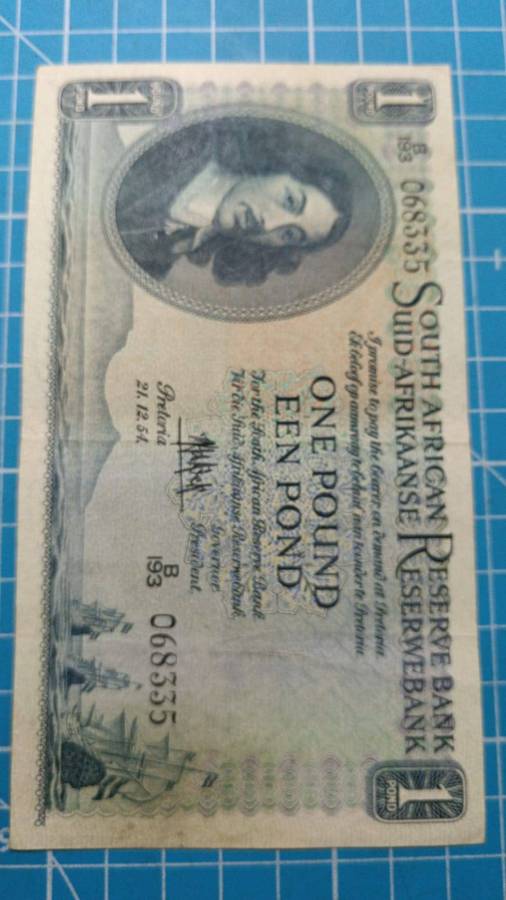 1
1
B
193 068335
SOUTH AFRICAN RESERVE BANK
SUID-AFRIKAANSE RESERWEBANK
I promise to pay the bearer on demand at Pretoria
Ek beloof op aanvraag te betaal aan toonder te Pretoria
ONE POUND
EEN POND
For the South African Reserve Bank.
Vir die Suid-Afrikaanse Reserwebank.
Pretoria
21.12.54.
Governor.
President.
B
193 068335
1
POND